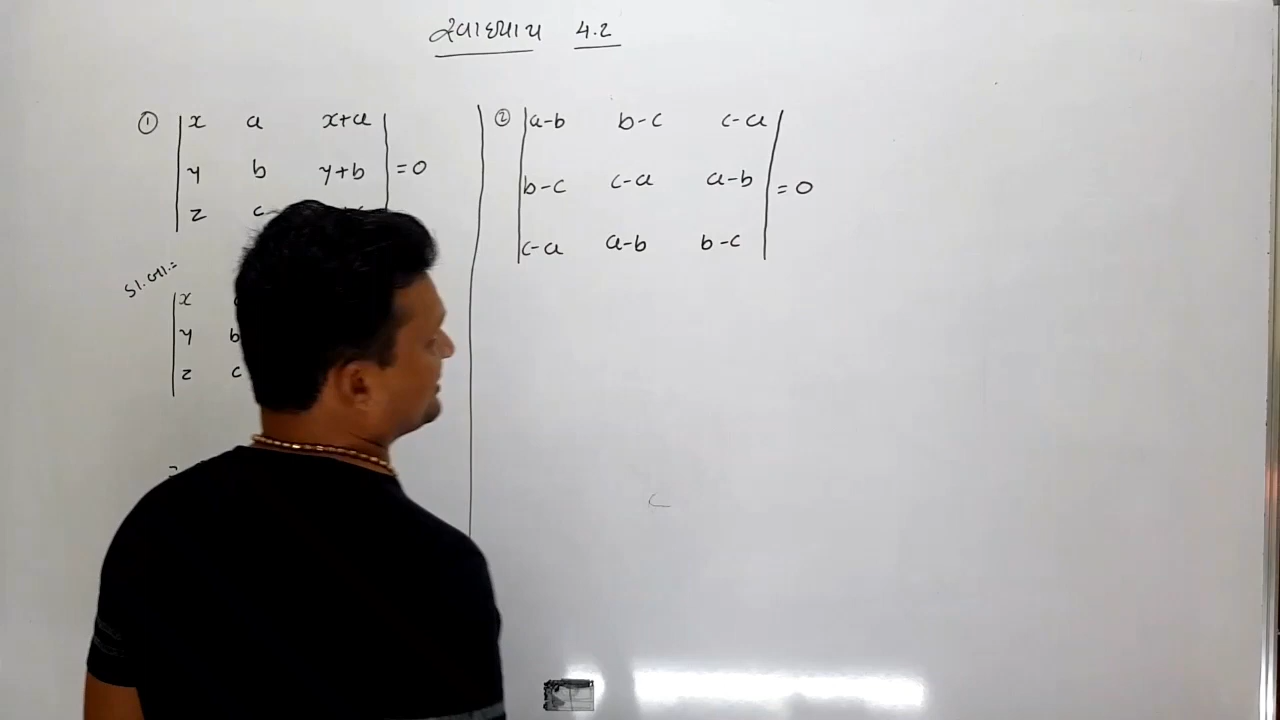 સ્વાધ્યાય 4.2
① | x a x+a |
| y b y+b | = 0
| z c
ડા.બા.=
| x
| y b
| z c
② | a-b b-c c-a |
| b-c c-a a-b | = 0
| c-a a-b b-c |